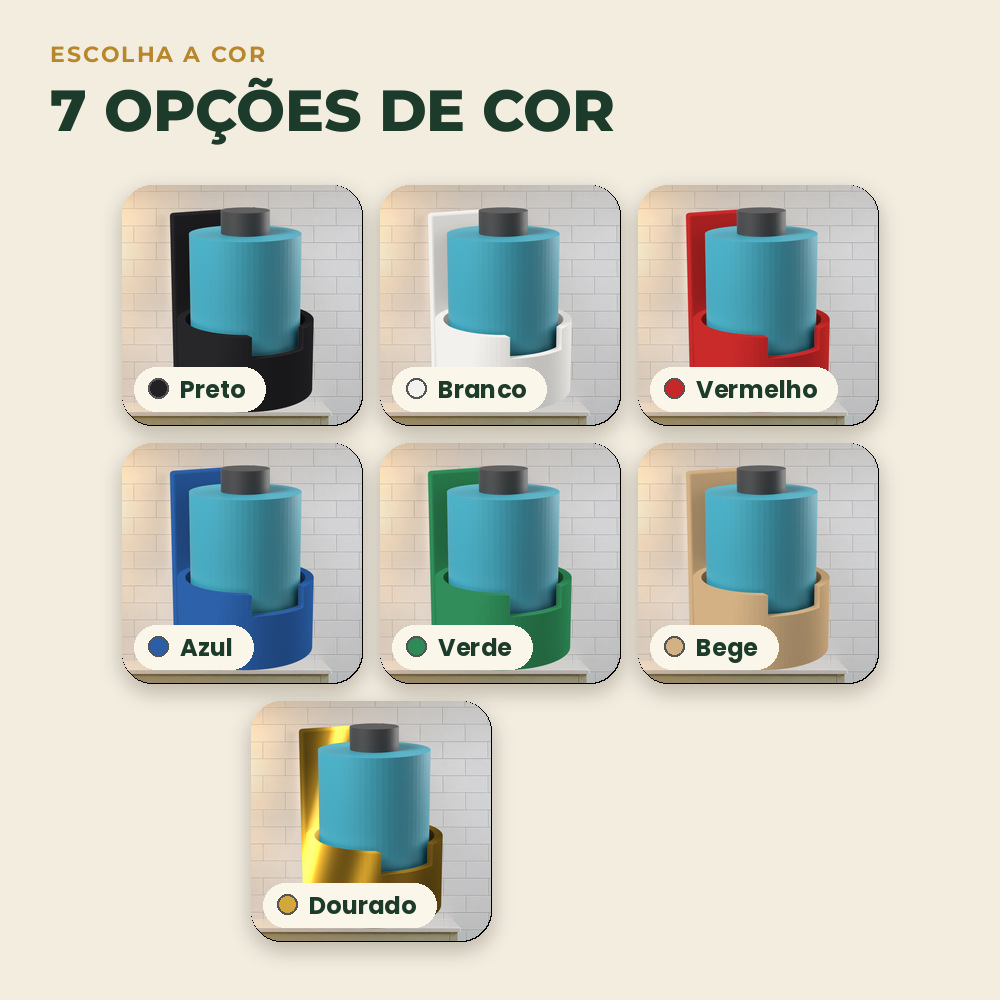 ESCOLHA A COR
7 OPÇÕES DE COR
Preto
Branco
Vermelho
Azul
Verde
Bege
Dourado